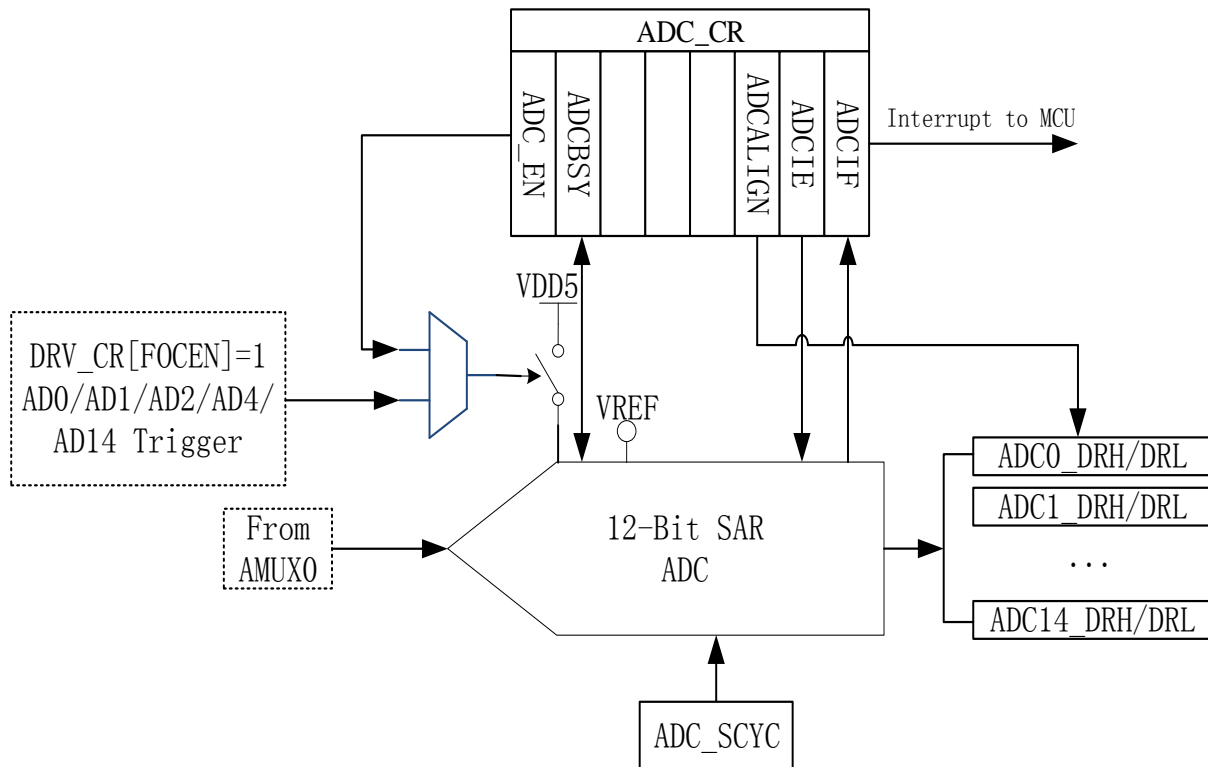 ADC_CR
ADC_EN
ADCBSY
ADCALIGN
ADCIE
ADCIF
Interrupt to MCU
VDD5
DRV_CR[FOCEN]=1
AD0/AD1/AD2/AD4/
AD14 Trigger
VREF
ADC0_DRH/DRL
ADC1_DRH/DRL
...
ADC14_DRH/DRL
From
AMUX0
12-Bit SAR
ADC
ADC_SCYC